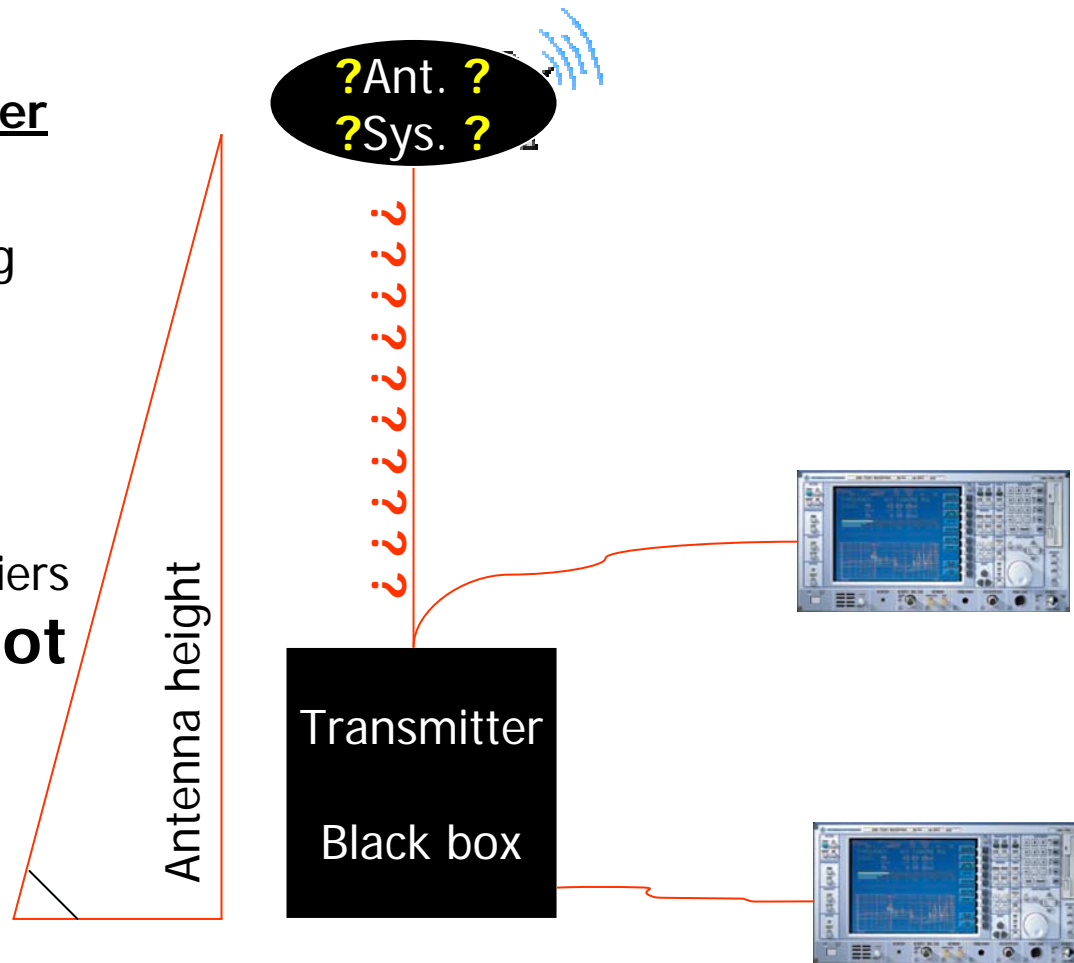 ?Ant. ?
?Sys. ?
er
g
?
?
?
?
?
?
?
?
?
?
iers
ot
Antenna height
Transmitter
Black box